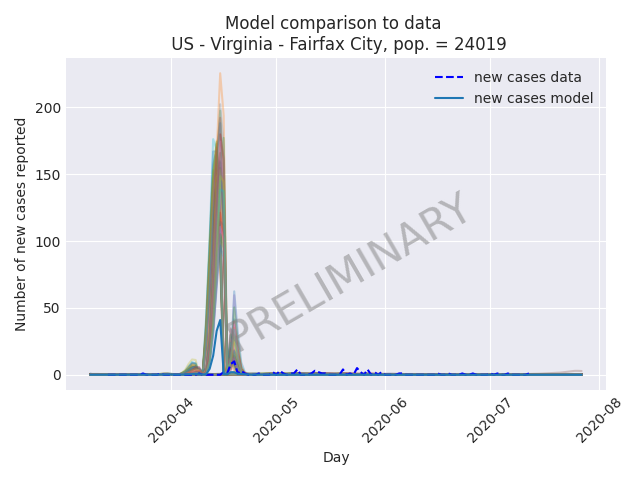 Model comparison to data
US - Virginia - Fairfax City, pop. = 24019
new cases data
new cases model
Number of new cases reported
200
150
100
50
0
PRELIMINARY
2020-04
2020-05
2020-06
2020-07
2020-08
Day